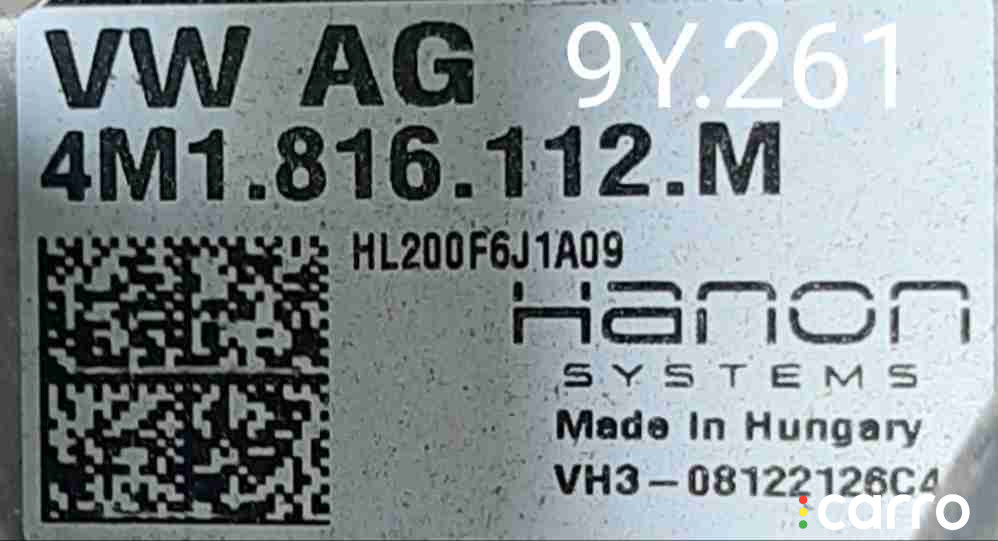 VW AG 9Y.261
4M1.816.112.M
HL200F6J1A09
Hanon
SYSTEMS
Made In Hungary
VH3-08122126C4
carro